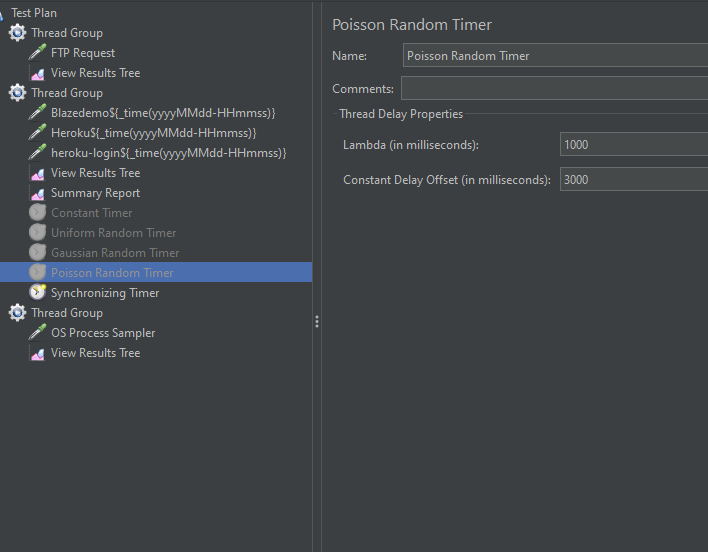 Test Plan
Thread Group
FTP Request
View Results Tree
Thread Group
Blazedemo${_time(yyyyMMdd-HHmmss)}
Heroku${_time(yyyyMMdd-HHmmss)}
heroku-login${_time(yyyyMMdd-HHmmss)}
View Results Tree
Summary Report
Constant Timer
Uniform Random Timer
Gaussian Random Timer
Poisson Random Timer
Synchronizing Timer
Thread Group
OS Process Sampler
View Results Tree
Poisson Random Timer
Name: Poisson Random Timer
Comments:
Thread Delay Properties
Lambda (in milliseconds): 1000
Constant Delay Offset (in milliseconds): 3000